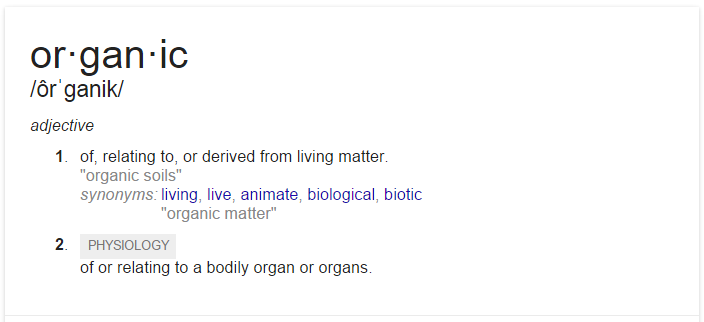 or·gan·ic
/ôrˈganik/
adjective
1. of, relating to, or derived from living matter.
"organic soils"
synonyms: living, live, animate, biological, biotic
"organic matter"
2. PHYSIOLOGY
of or relating to a bodily organ or organs.